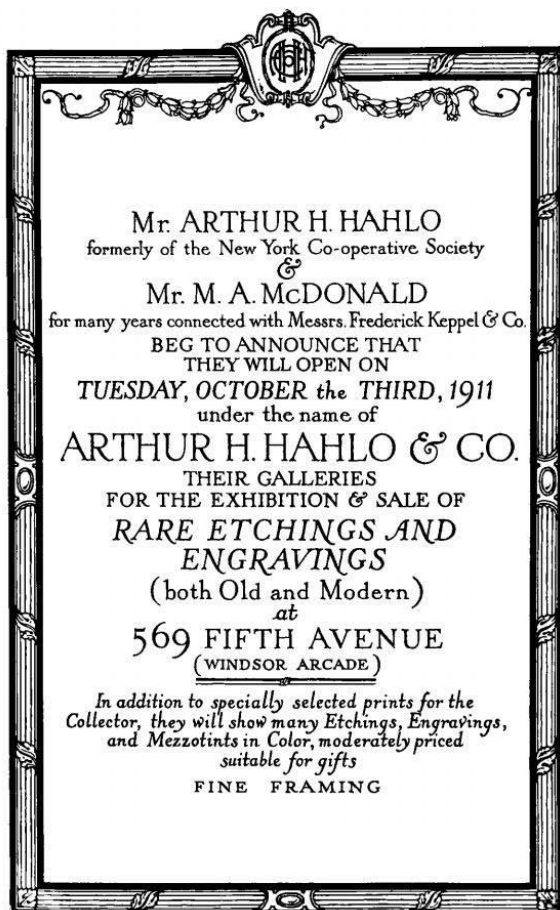 Mr. ARTHUR H. HAHLO
formerly of the New York Co-operative Society
&
Mr. M. A. McDONALD
for many years connected with Messrs. Frederick Keppel & Co.
BEG TO ANNOUNCE THAT
THEY WILL OPEN ON
TUESDAY, OCTOBER the THIRD, 1911
under the name of
ARTHUR H. HAHLO & CO.
THEIR GALLERIES
FOR THE EXHIBITION & SALE OF
RARE ETCHINGS AND
ENGRAVINGS
(both Old and Modern)
at
569 FIFTH AVENUE
(WINDSOR ARCADE)
In addition to specially selected prints for the
Collector, they will show many Etchings, Engravings,
and Mezzotints in Color, moderately priced
suitable for gifts
FINE FRAMING